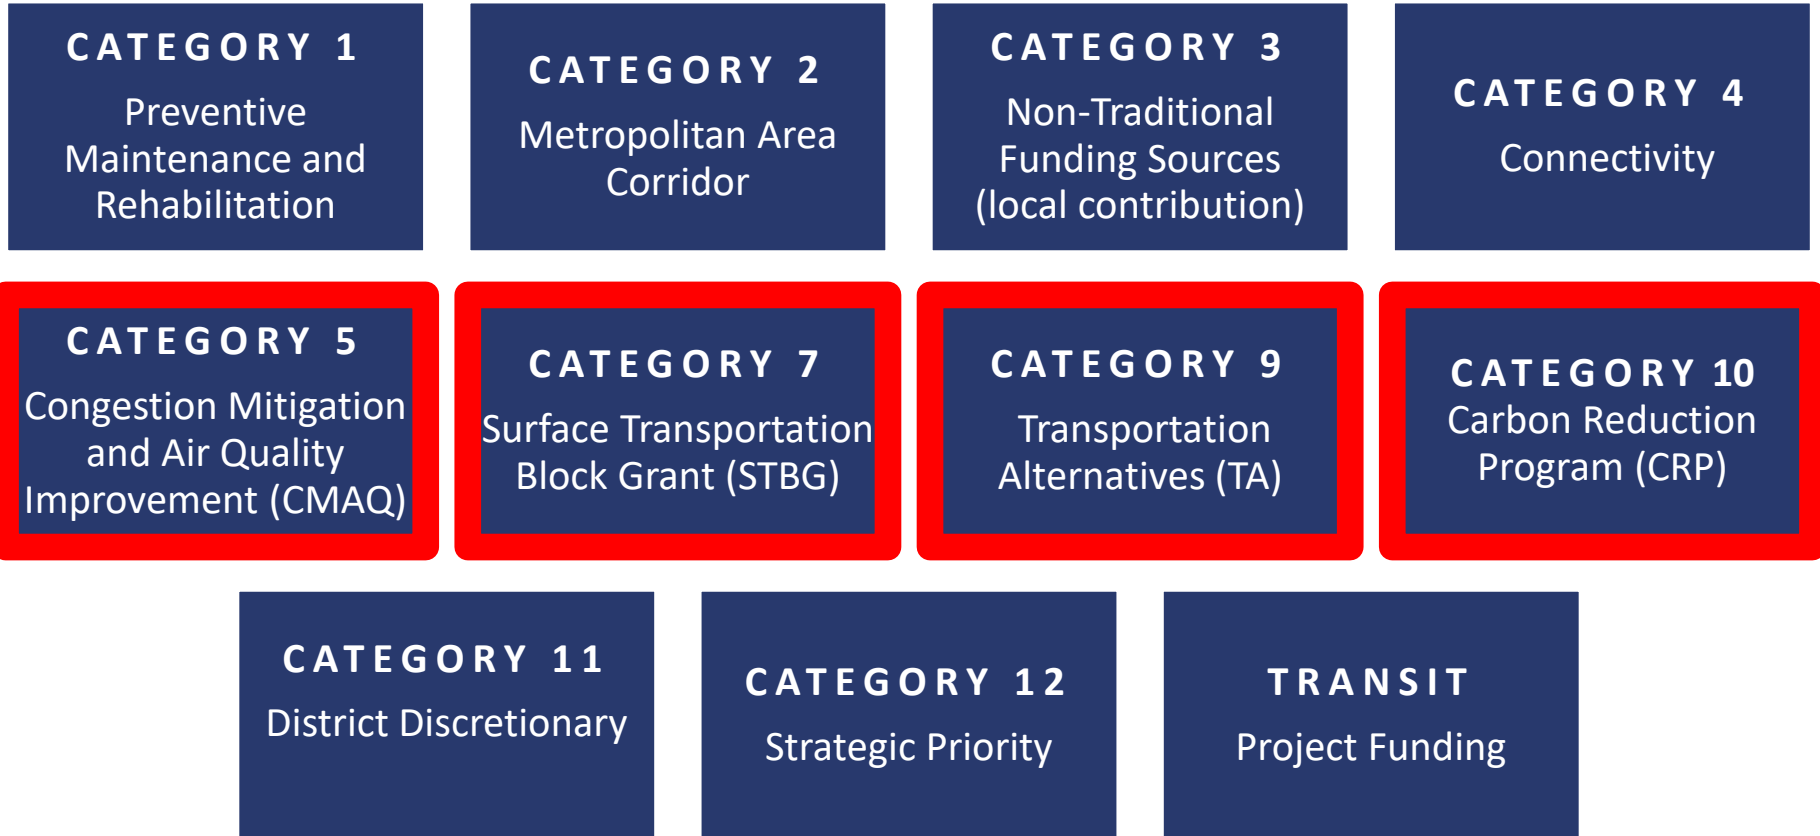 CATEGORY 1
Preventive
Maintenance and
Rehabilitation
CATEGORY 2
Metropolitan Area
Corridor
CATEGORY 3
Non-Traditional
Funding Sources
(local contribution)
CATEGORY 4
Connectivity
CATEGORY 5
Congestion Mitigation
and Air Quality
Improvement (CMAQ)
CATEGORY 7
Surface Transportation
Block Grant (STBG)
CATEGORY 9
Transportation
Alternatives (TA)
CATEGORY 10
Carbon Reduction
Program (CRP)
CATEGORY 11
District Discretionary
CATEGORY 12
Strategic Priority
TRANSIT
Project Funding